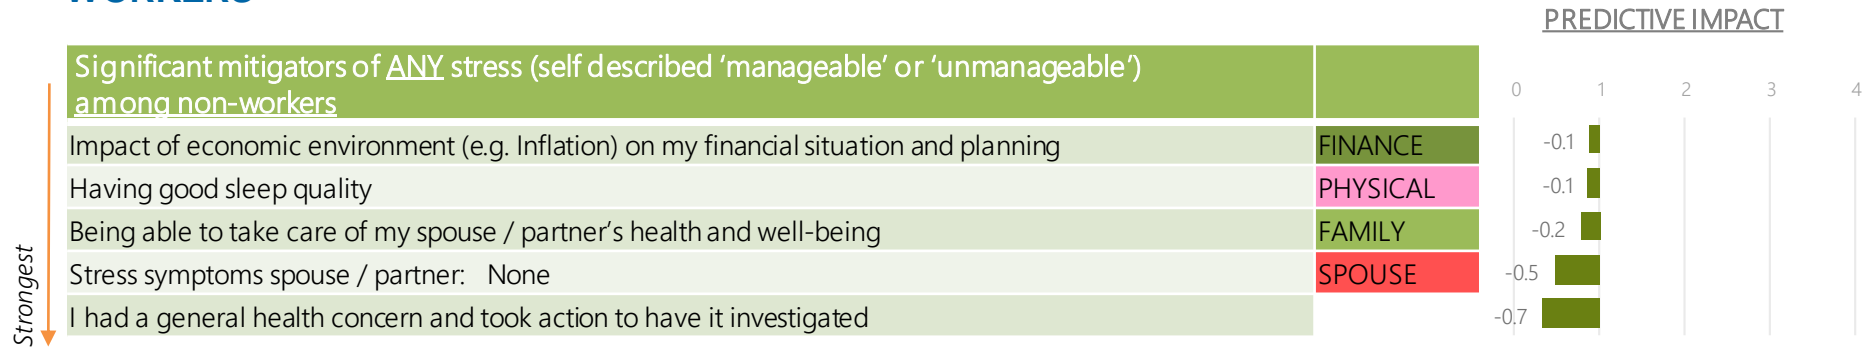 WORKERS
PREDICTIVE IMPACT
Significant mitigators of ANY stress (self described ‘manageable’ or ‘unmanageable’)
among non-workers
0 1 2 3 4
Impact of economic environment (e.g. Inflation) on my financial situation and planning FINANCE -0.1
Having good sleep quality PHYSICAL -0.1
Being able to take care of my spouse / partner’s health and well-being FAMILY -0.2
Stress symptoms spouse / partner: None SPOUSE -0.5
I had a general health concern and took action to have it investigated -0.7
Strongest